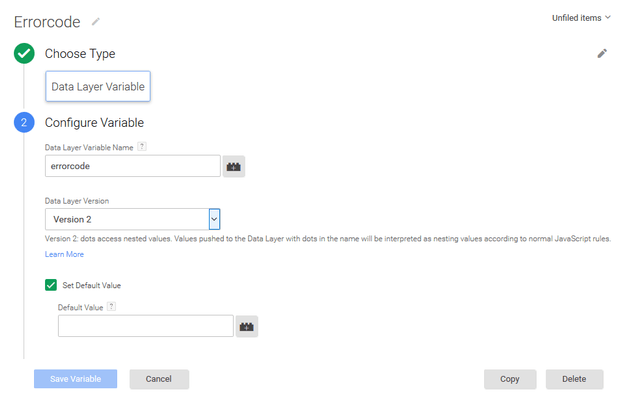 Errorcode
Unfiled items
Choose Type
Data Layer Variable
2
Configure Variable
Data Layer Variable Name ?
errorcode
Data Layer Version
Version 2
Version 2: dots access nested values. Values pushed to the Data Layer with dots in the name will be interpreted as nesting values according to normal JavaScript rules.
Learn More
Set Default Value
Default Value ?
Save Variable
Cancel
Copy
Delete